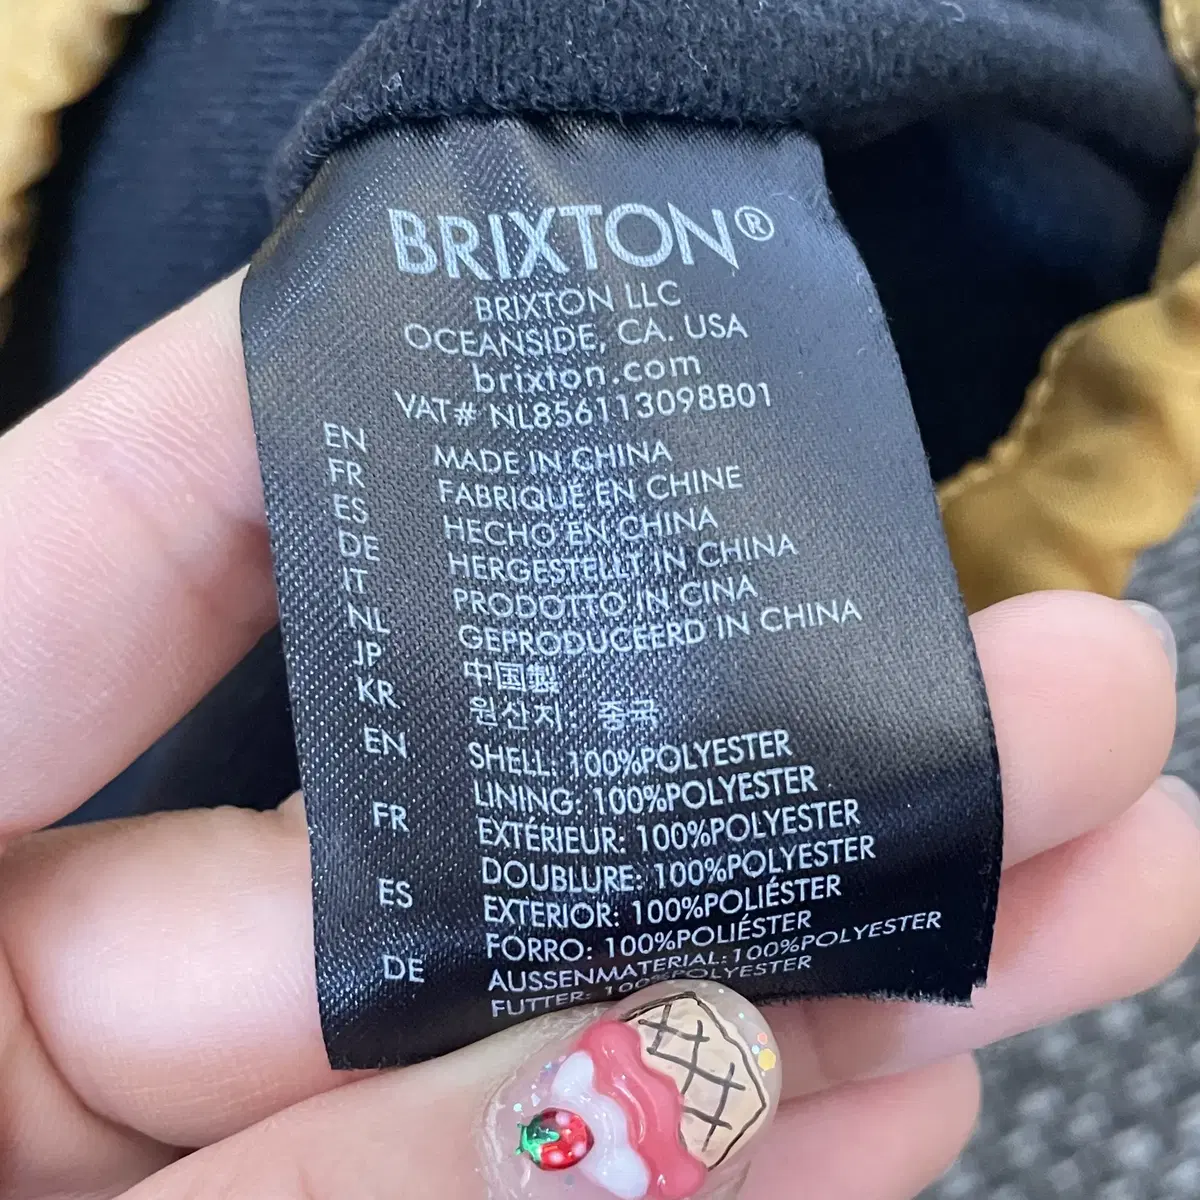 BRIXTON®
BRIXTON LLC
OCEANSIDE, CA. USA
brixton.com
VAT# NL856113098B01
EN MADE IN CHINA
FR FABRIQUÉ EN CHINE
ES HECHO EN CHINA
DE HERGESTELLT IN CHINA
IT PRODOTTO IN CINA
NL GEPRODUCEERD IN CHINA
JP 中国製
KR 원산지 중국
EN SHELL: 100%POLYESTER
LINING: 100%POLYESTER
FR EXTÉRIEUR: 100%POLYESTER
DOUBLURE: 100%POLYESTER
ES EXTERIOR: 100%POLIÉSTER
FORRO: 100%POLIÉSTER
DE AUSSENMATERIAL:100%POLYESTER
FUTTER: 100%POLYESTER